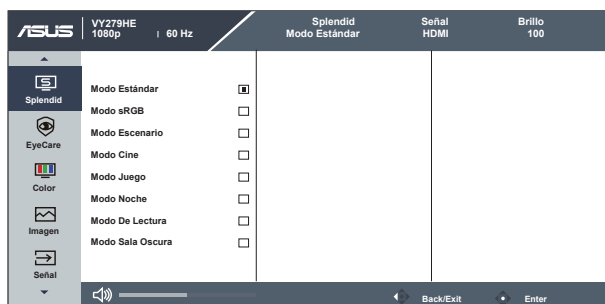 ASUS
VY279HE
1080p | 60 Hz
Splendid
Modo Estándar
Señal
HDMI
Brillo
100
Splendid
EyeCare
Color
Imagen
Señal
Modo Estándar
Modo sRGB
Modo Escenario
Modo Cine
Modo Juego
Modo Noche
Modo De Lectura
Modo Sala Oscura
Back/Exit
Enter